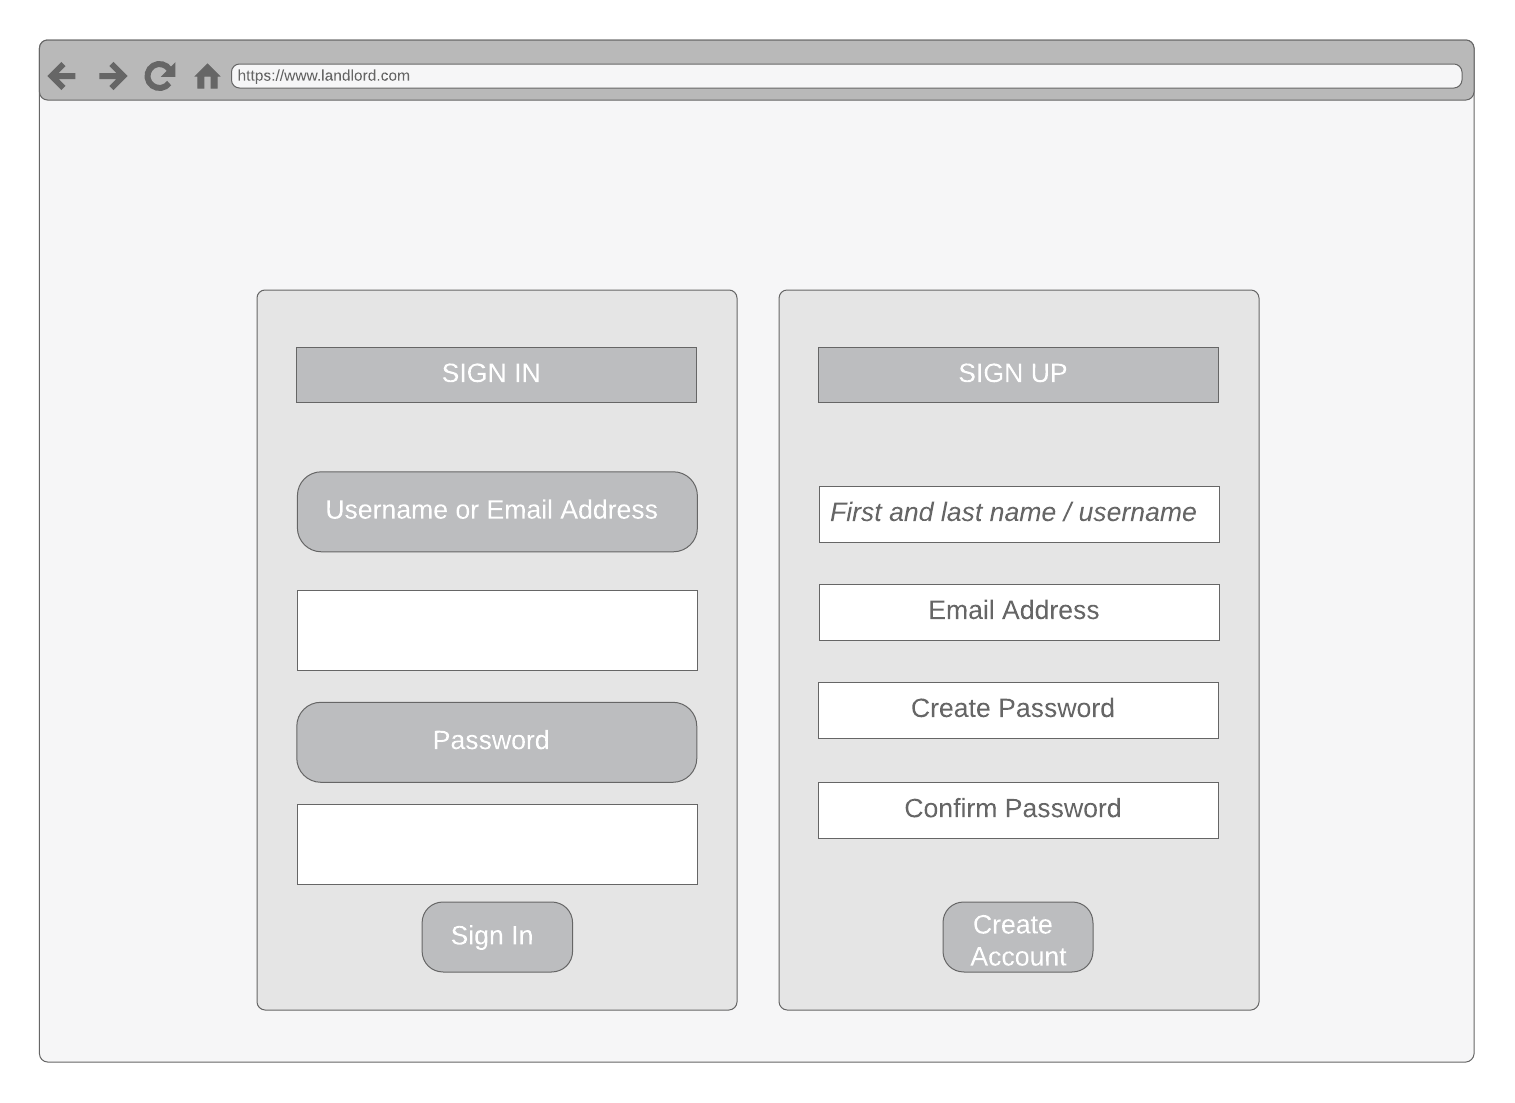 https://www.landlord.com
SIGN IN
Username or Email Address
Password
Sign In
SIGN UP
First and last name / username
Email Address
Create Password
Confirm Password
Create
Account